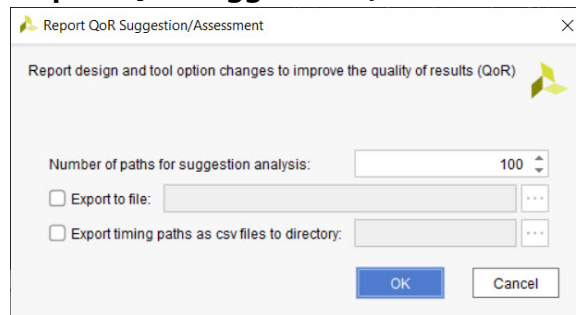 Report QoR Suggestion/Assessment
Report design and tool option changes to improve the quality of results (QoR)
Number of paths for suggestion analysis: 100
Export to file: ...
Export timing paths as csv files to directory: ...
OK Cancel